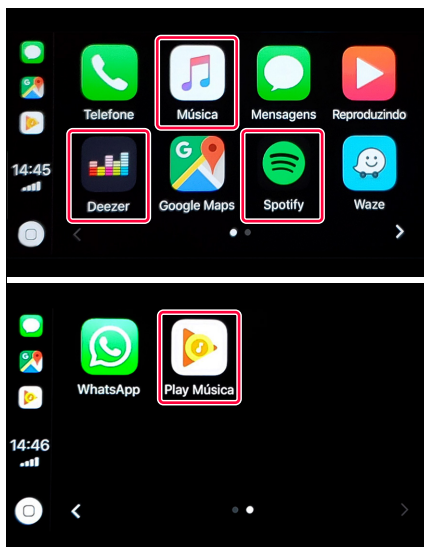 Telefone
Música
Mensagens
Reproduzindo
14:45
Deezer
Google Maps
Spotify
Waze
WhatsApp
Play Música
14:46